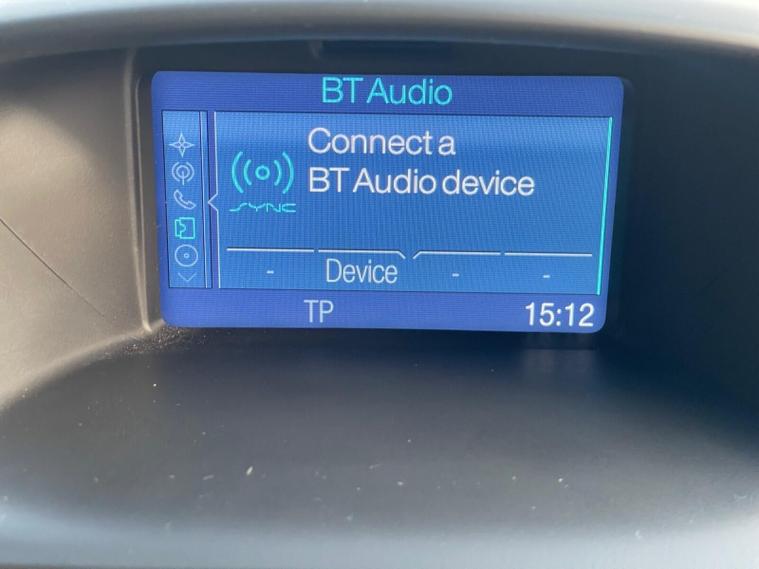 BT Audio
Connect a
BT Audio device
SYNC
- Device - -
TP 15:12